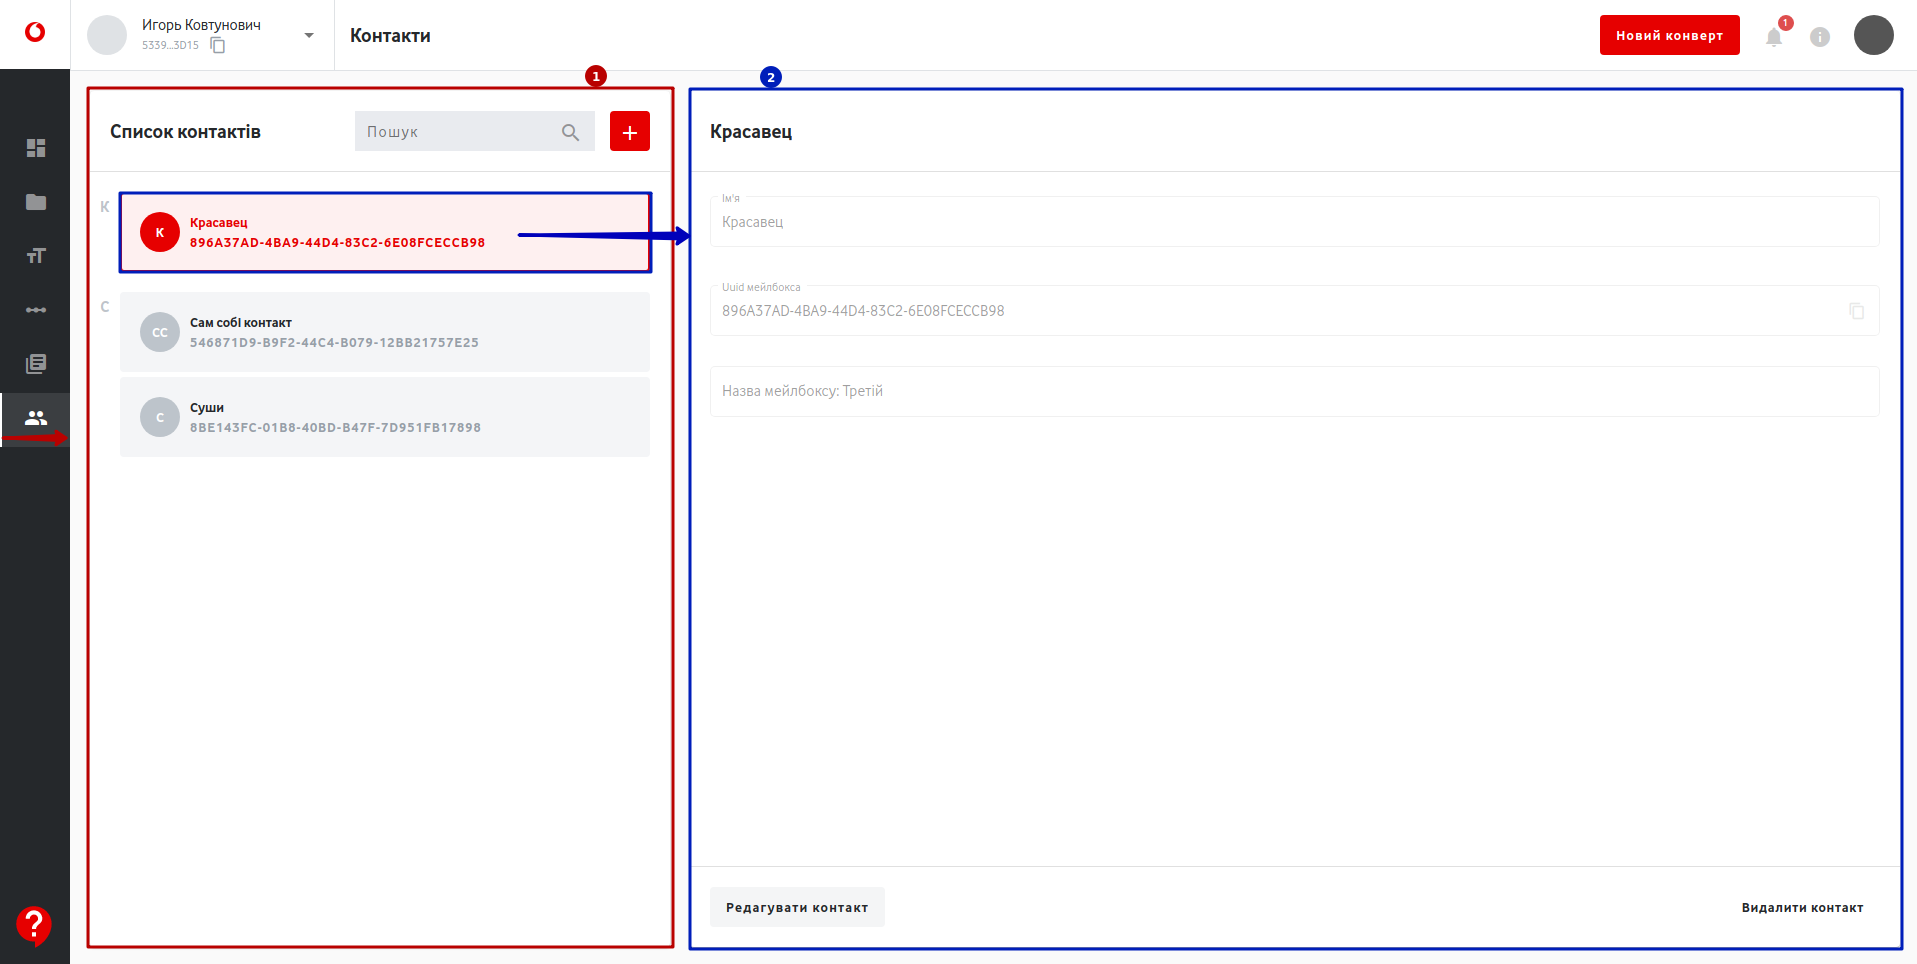 Игорь Ковтунович
5339...3D15
Контакти
Новий конверт
1
1
2
Список контактів
Пошук
К
К
Красавец
896A37AD-4BA9-44D4-83C2-6E08FCECCB98
С
СС
Сам собі контакт
546871D9-B9F2-44C4-B079-12BB21757E25
С
Суши
8BE143FC-01B8-40BD-B47F-7D951FB17898
Красавец
Ім'я
Красавец
Uuid мейлбокса
896A37AD-4BA9-44D4-83C2-6E08FCECCB98
Назва мейлбоксу: Третій
Редагувати контакт
Видалити контакт